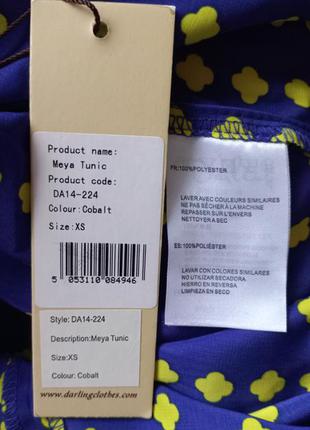 Product name:
Meya Tunic
Product code:
DA14-224
Colour:Cobalt
Size:XS
5 053110 084946
Style: DA14-224
Description:Meya Tunic
Size:XS
Colour: Cobalt
www.darlingclothes.com
FR:100%POLYESTER
LAVER AVEC COULEURS SIMILAIRES
NE PAS SÉCHER À LA MACHINE
REPASSER SUR L'ENVERS
NETTOYER A SEC
ES:100%POLIÉSTER
LAVAR CON COLORES SIMILARES
NO UTILIZAR SECADORA
HIERRO EN REVERSA
LIMPIEZA EN SECO